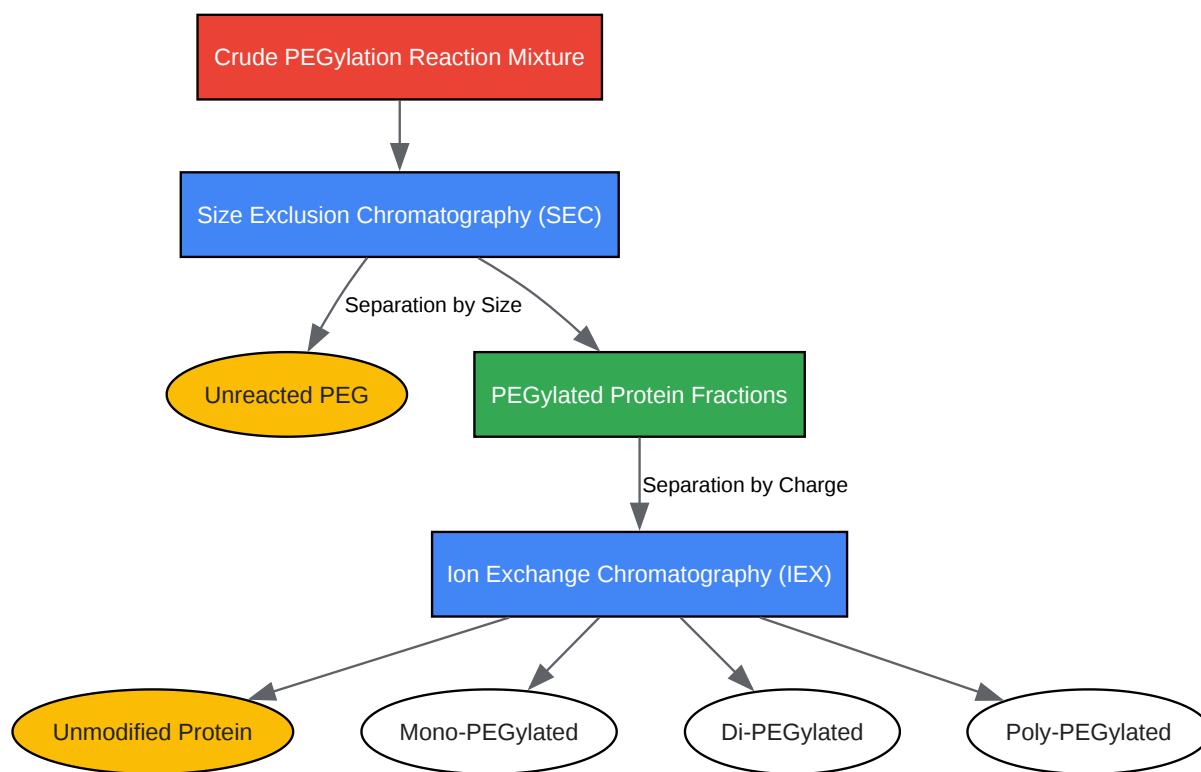 Crude PEGylation Reaction Mixture
Size Exclusion Chromatography (SEC)
Separation by Size
Unreacted PEG
PEGylated Protein Fractions
Separation by Charge
Ion Exchange Chromatography (IEX)
Unmodified Protein
Mono-PEGylated
Di-PEGylated
Poly-PEGylated